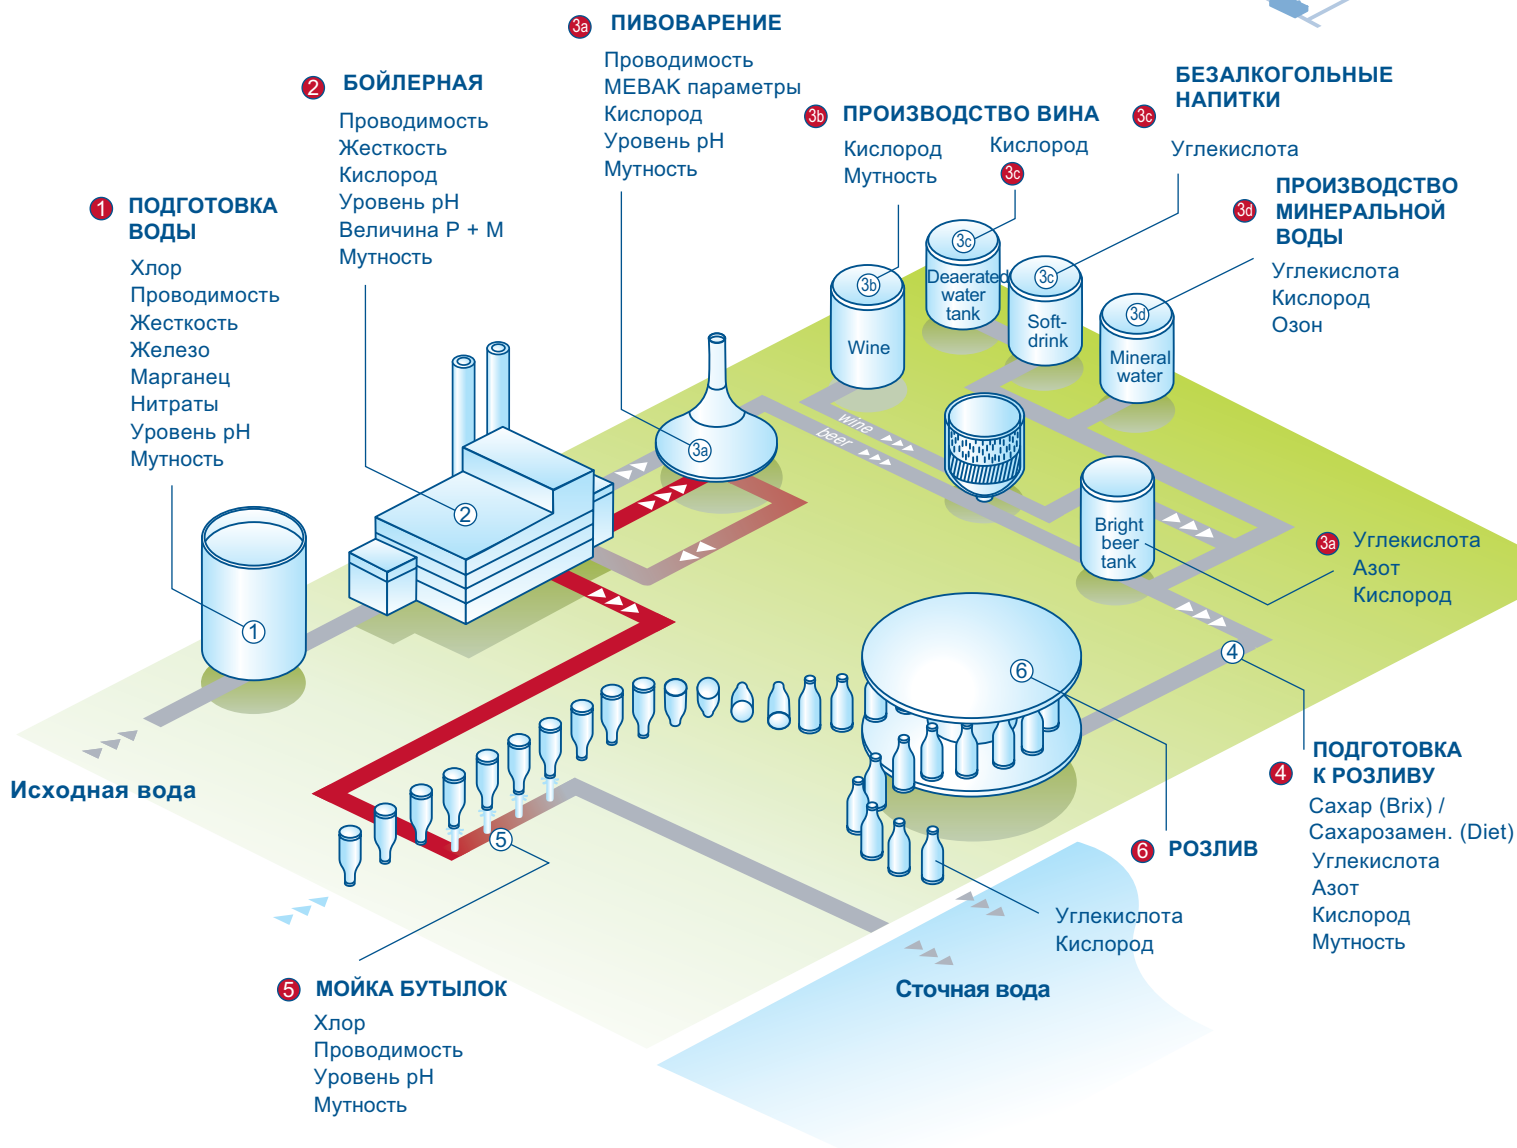 3a ПИВОВАРЕНИЕ
Проводимость
МЕВАК параметры
Кислород
Уровень pH
Мутность
2 БОЙЛЕРНАЯ
Проводимость
Жесткость
Кислород
Уровень pH
Величина P + M
Мутность
3b ПРОИЗВОДСТВО ВИНА
Кислород
Мутность
Кислород
3c
3c БЕЗАЛКОГОЛЬНЫЕ
НАПИТКИ
Углекислота
3d ПРОИЗВОДСТВО
МИНЕРАЛЬНОЙ
ВОДЫ
Углекислота
Кислород
Озон
1 ПОДГОТОВКА
ВОДЫ
Хлор
Проводимость
Жесткость
Железо
Марганец
Нитраты
Уровень pH
Мутность
3b
Wine
3c
Deaerated
water
tank
3c
Soft-
drink
3d
Mineral
water
3a
wine
beer
2
Bright
beer
tank
3a Углекислота
Азот
Кислород
1
6
4
5
Исходная вода
4 ПОДГОТОВКА
К РОЗЛИВУ
Сахар (Brix) /
Сахарозамен. (Diet)
Углекислота
Азот
Кислород
Мутность
6 РОЗЛИВ
Углекислота
Кислород
Сточная вода
5 МОЙКА БУТЫЛОК
Хлор
Проводимость
Уровень pH
Мутность